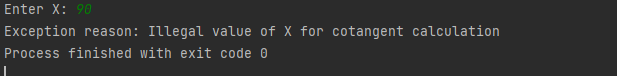 Enter X: 90
Exception reason: Illegal value of X for cotangent calculation
Process finished with exit code 0